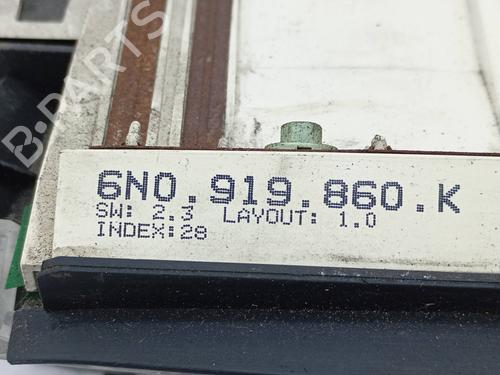 B-PARTS
6N0.919.860.K
SW: 2.3 LAYOUT: 1.0
INDEX:28